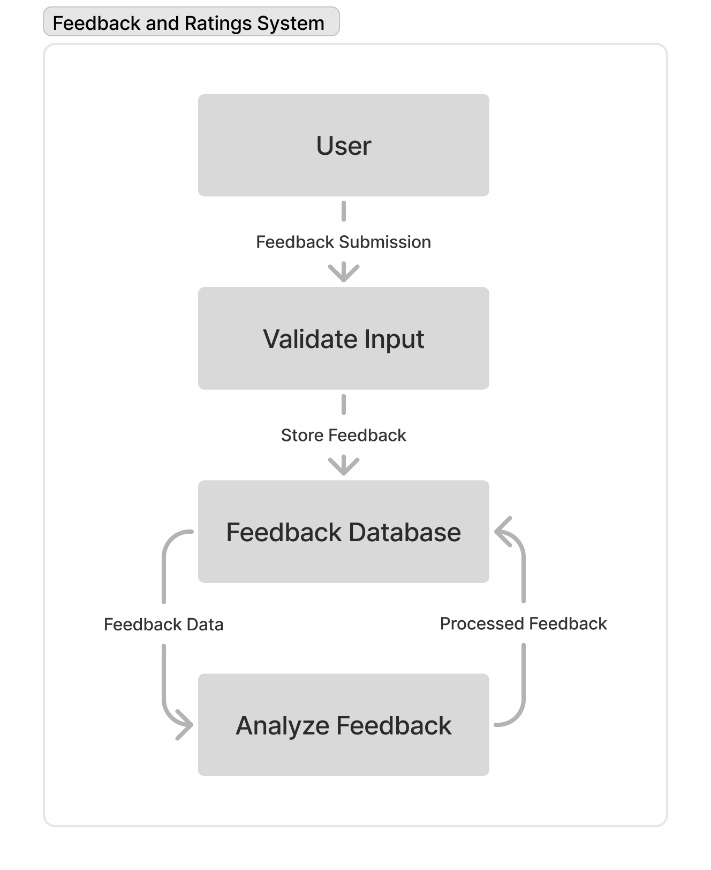 Feedback and Ratings System
User
Feedback Submission
Validate Input
Store Feedback
Feedback Database
Feedback Data
Processed Feedback
Analyze Feedback